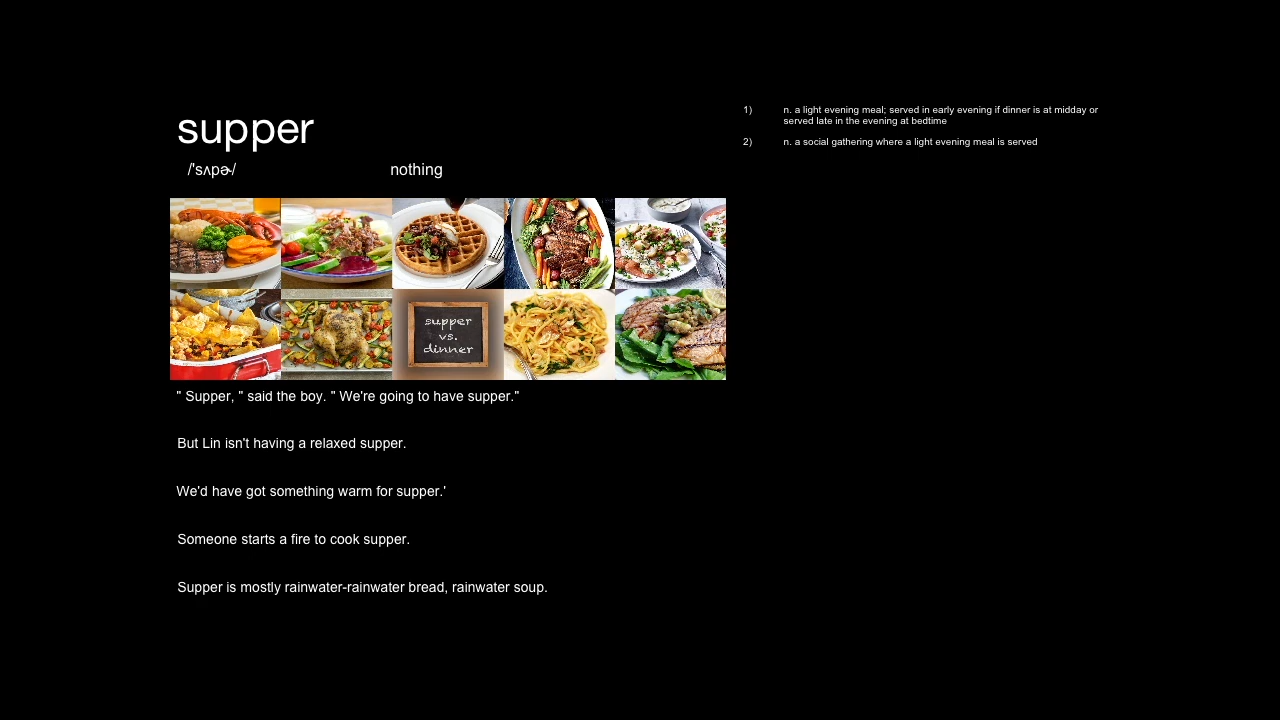 supper
/'sʌpɚ/
nothing
supper
vs.
dinner
" Supper, " said the boy. " We're going to have supper."
But Lin isn't having a relaxed supper.
We'd have got something warm for supper.'
Someone starts a fire to cook supper.
Supper is mostly rainwater-rainwater bread, rainwater soup.
1) n. a light evening meal; served in early evening if dinner is at midday or
served late in the evening at bedtime
2) n. a social gathering where a light evening meal is served